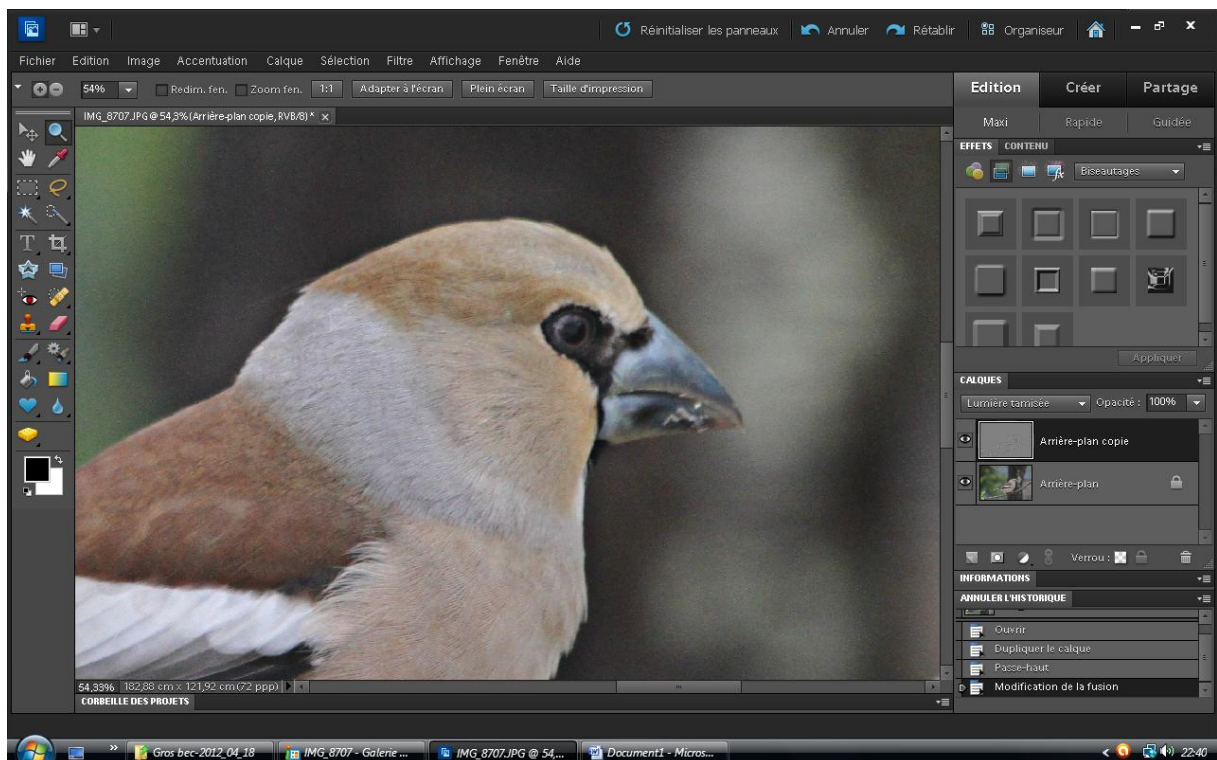 Réinitialiser les panneaux Annuler Rétablir Organiseur
Fichier Edition Image Accentuation Calque Sélection Filtre Affichage Fenêtre Aide
54% Redim. fen. Zoom fen. 1:1 Adapter à l'écran Plein écran Taille d'impression
Edition Créer Partage
IMG_8707.JPG @ 54,3% (Arrière-plan copie, RVB/8) * x
Maxi Rapide Guidée
EFFETS CONTENU
Biseautages
Appliquer
CALQUES
Lumière tamisée Opacité : 100%
Arrière-plan copie
Arrière-plan
Verrou :
INFORMATIONS
ANNULER L'HISTORIQUE
Ouvrir
Dupliquer le calque
Passe-haut
Modification de la fusion
54,33% 182,88 cm x 121,92 cm (72 ppp)
CORBEILLE DES PROJETS
Gros bec-2012_04_18 IMG_8707 - Galerie ... IMG_8707.JPG @ 54,... Document1 - Micros... 22:40